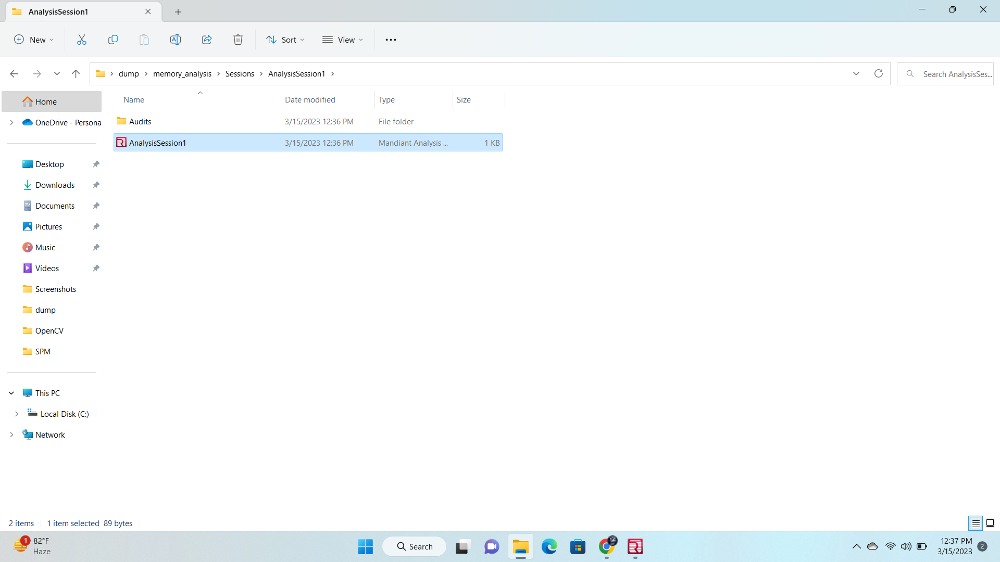 AnalysisSession1
New
Sort
View
dump
memory_analysis
Sessions
AnalysisSession1
Search AnalysisSes...
Name
Date modified
Type
Size
Audits
3/15/2023 12:36 PM
File folder
AnalysisSession1
3/15/2023 12:36 PM
Mandiant Analysis ...
1 KB
Home
OneDrive - Persona
Desktop
Downloads
Documents
Pictures
Music
Videos
Screenshots
dump
OpenCV
SPM
This PC
Local Disk (C:)
Network
2 items
1 item selected 89 bytes
1
82°F
Haze
Search
12:37 PM
3/15/2023
2